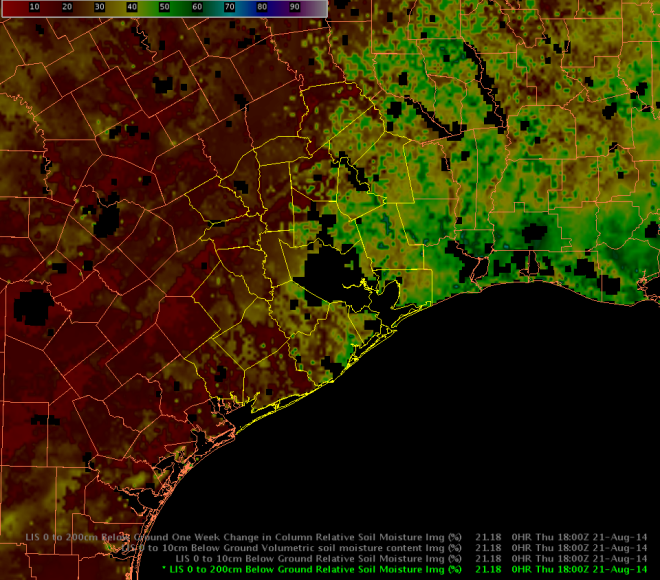 10 20 30 40 50 60 70 80 90
LIS 0 to 200cm Below Ground One Week Change in Column Relative Soil Moisture Img (%) 21.18 0HR Thu 18:00Z 21-Aug-14
LIS 0 to 10cm Below Ground Volumetric soil moisture content Img (%) 21.18 0HR Thu 18:00Z 21-Aug-14
LIS 0 to 10cm Below Ground Relative Soil Moisture Img (%) 21.18 0HR Thu 18:00Z 21-Aug-14
* LIS 0 to 200cm Below Ground Relative Soil Moisture Img (%) 21.18 0HR Thu 18:00Z 21-Aug-14